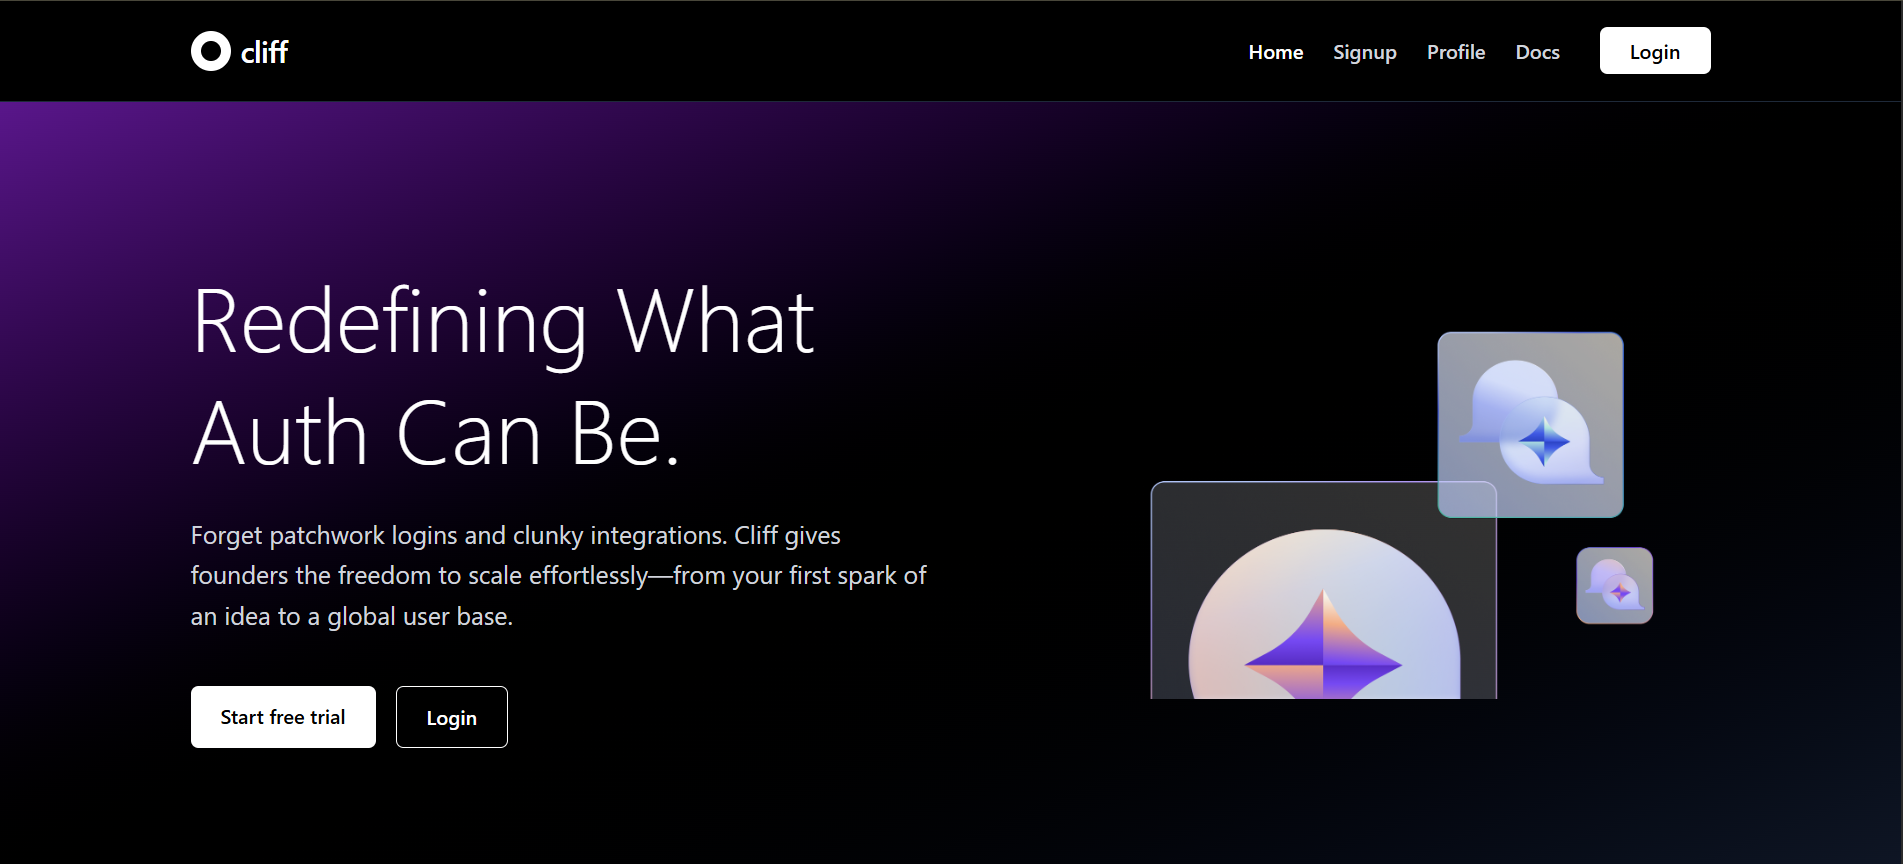 cliff
Home Signup Profile Docs Login
Redefining What
Auth Can Be.
Forget patchwork logins and clunky integrations. Cliff gives
founders the freedom to scale effortlessly—from your first spark of
an idea to a global user base.
Start free trial Login